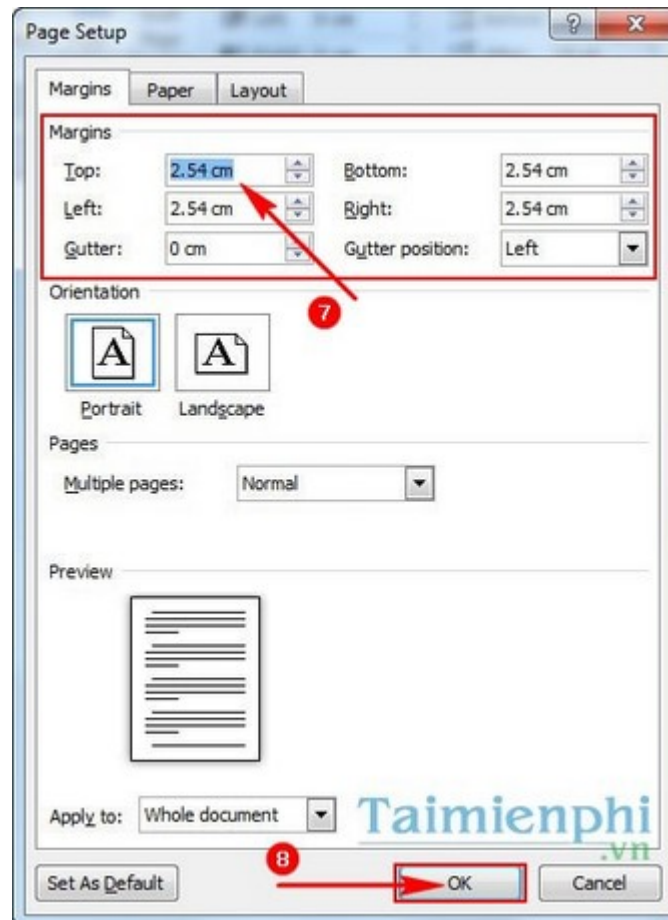 Page Setup
Margins Paper Layout
Margins
Top: 2.54 cm Bottom: 2.54 cm
Left: 2.54 cm Right: 2.54 cm
Gutter: 0 cm Gutter position: Left
7
Orientation
A A
Portrait Landscape
Pages
Multiple pages: Normal
Preview
Apply to: Whole document
Taimienphi
.vn
8
Set As Default OK Cancel